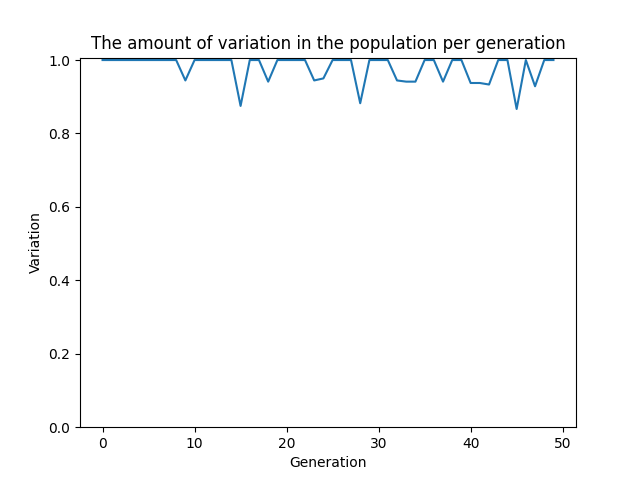 The amount of variation in the population per generation
1.0
0.8
0.6
0.4
0.2
0.0
Variation
0 10 20 30 40 50
Generation